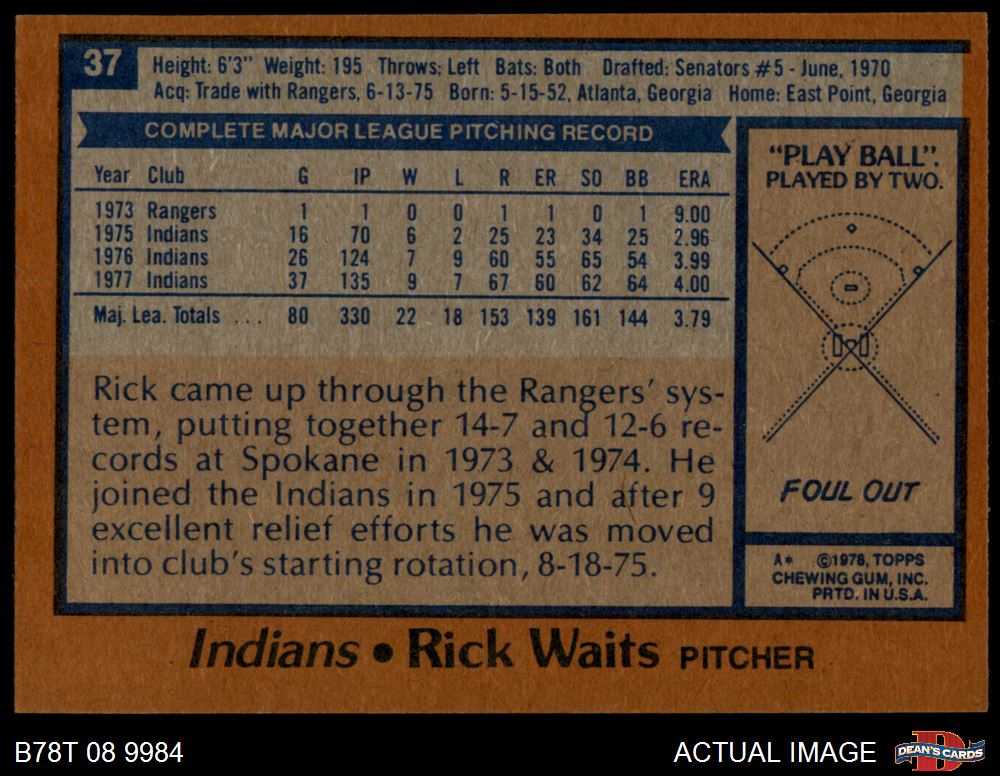 37
Height: 6'3" Weight: 195 Throws: Left Bats: Both Drafted: Senators #5 - June, 1970
Acq: Trade with Rangers, 6-13-75 Born: 5-15-52, Atlanta, Georgia Home: East Point, Georgia
COMPLETE MAJOR LEAGUE PITCHING RECORD
Year Club G IP W L R ER SO BB ERA
1973 Rangers 1 1 0 0 1 1 0 1 9.00
1975 Indians 16 70 6 2 25 23 34 25 2.96
1976 Indians 26 124 7 9 60 55 65 54 3.99
1977 Indians 37 135 9 7 67 60 62 64 4.00
Maj. Lea. Totals ... 80 330 22 18 153 139 161 144 3.79
Rick came up through the Rangers' sys-
tem, putting together 14-7 and 12-6 re-
cords at Spokane in 1973 & 1974. He
joined the Indians in 1975 and after 9
excellent relief efforts he was moved
into club's starting rotation, 8-18-75.
"PLAY BALL".
PLAYED BY TWO.
FOUL OUT
A* ©1978, TOPPS
CHEWING GUM, INC.
PRTD. IN U.S.A.
Indians • Rick Waits PITCHER
B78T 08 9984
ACTUAL IMAGE
D
DEAN'S CARDS